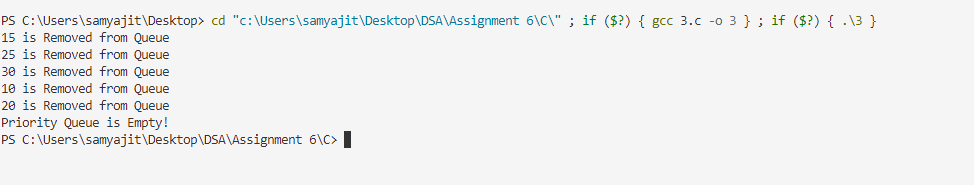 PS C:\Users\samyajit\Desktop> cd "c:\Users\samyajit\Desktop\DSA\Assignment 6\C\" ; if ($?) { gcc 3.c -o 3 } ; if ($?) { .\3 }
15 is Removed from Queue
25 is Removed from Queue
30 is Removed from Queue
10 is Removed from Queue
20 is Removed from Queue
Priority Queue is Empty!
PS C:\Users\samyajit\Desktop\DSA\Assignment 6\C>